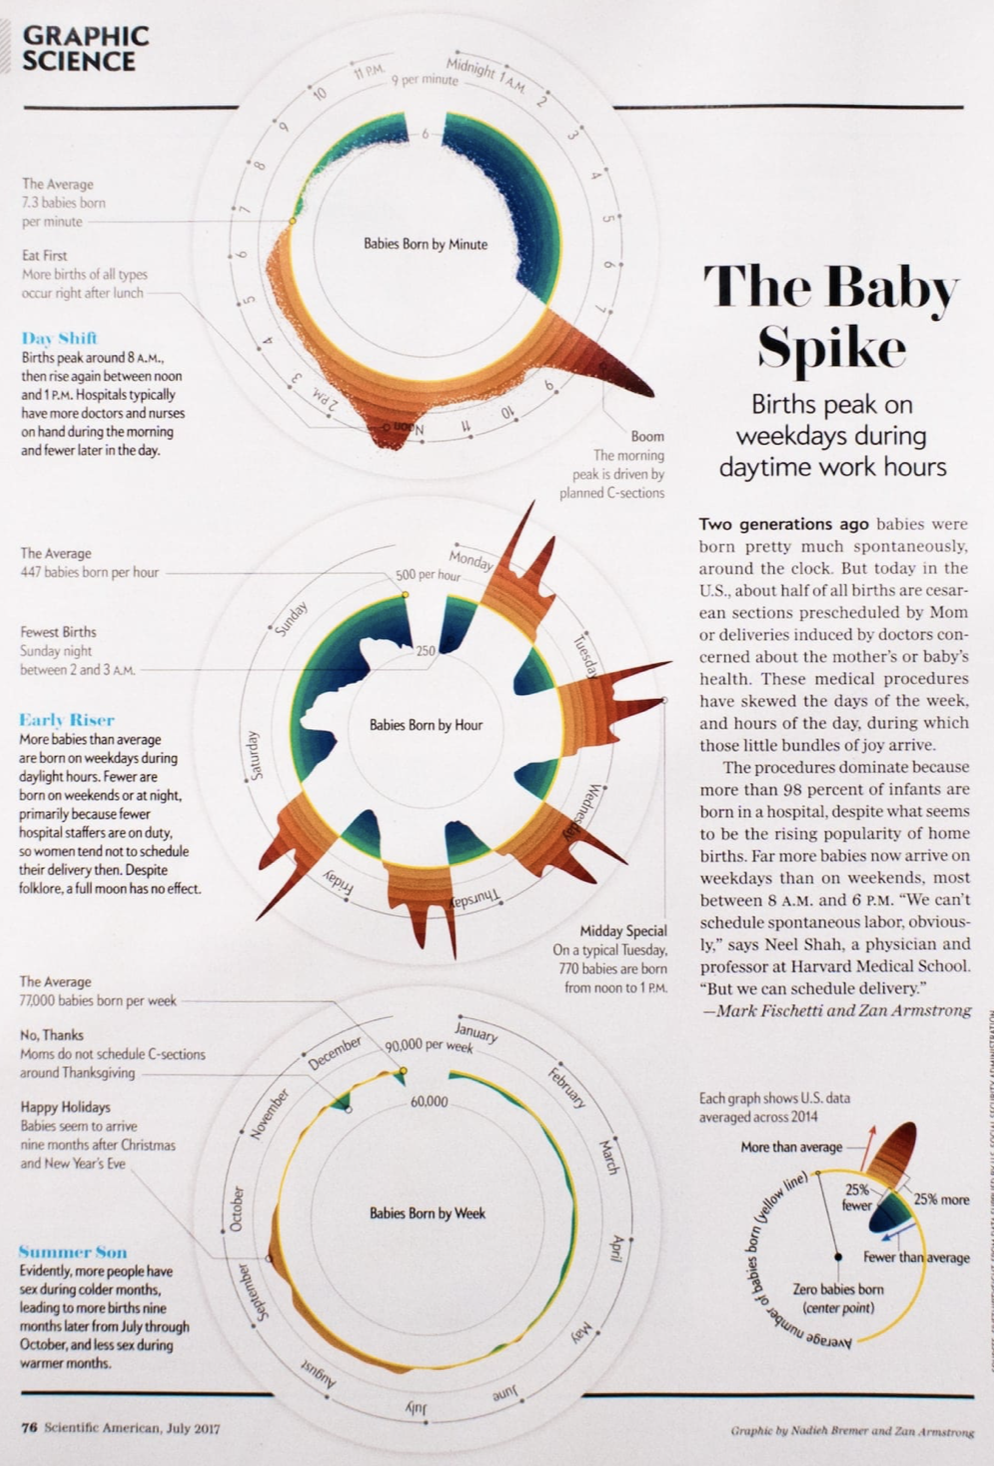 GRAPHIC
SCIENCE
Midnight
1 A.M.
2
3
4
5
6
7
9
10
11
Noon
2 P.M.
3
4
5
6
7
8
9
10
11 P.M.
9 per minute
6
Babies Born by Minute
The Average
7.3 babies born
per minute
Eat First
More births of all types
occur right after lunch
Day Shift
Births peak around 8 A.M.,
then rise again between noon
and 1 P.M. Hospitals typically
have more doctors and nurses
on hand during the morning
and fewer later in the day.
Boom
The morning
peak is driven by
planned C-sections
The Baby
Spike
Births peak on
weekdays during
daytime work hours
Two generations ago babies were
born pretty much spontaneously,
around the clock. But today in the
U.S., about half of all births are cesar-
ean sections prescheduled by Mom
or deliveries induced by doctors con-
cerned about the mother's or baby's
health. These medical procedures
have skewed the days of the week,
and hours of the day, during which
those little bundles of joy arrive.
The procedures dominate because
more than 98 percent of infants are
born in a hospital, despite what seems
to be the rising popularity of home
births. Far more babies now arrive on
weekdays than on weekends, most
between 8 A.M. and 6 P.M. “We can't
schedule spontaneous labor, obvious-
ly,” says Neel Shah, a physician and
professor at Harvard Medical School.
“But we can schedule delivery.”
—Mark Fischetti and Zan Armstrong
Monday
Tuesday
Wednesday
Thursday
Friday
Saturday
Sunday
500 per hour
250
Babies Born by Hour
The Average
447 babies born per hour
Fewest Births
Sunday night
between 2 and 3 A.M.
Early Riser
More babies than average
are born on weekdays during
daylight hours. Fewer are
born on weekends or at night,
primarily because fewer
hospital staffers are on duty,
so women tend not to schedule
their delivery then. Despite
folklore, a full moon has no effect.
Midday Special
On a typical Tuesday,
770 babies are born
from noon to 1 P.M.
January
February
March
April
May
June
July
August
September
October
November
December
90,000 per week
60,000
Babies Born by Week
The Average
77,000 babies born per week
No, Thanks
Moms do not schedule C-sections
around Thanksgiving
Happy Holidays
Babies seem to arrive
nine months after Christmas
and New Year's Eve
Summer Son
Evidently, more people have
sex during colder months,
leading to more births nine
months later from July through
October, and less sex during
warmer months.
Each graph shows U.S. data
averaged across 2014
More than average
25%
fewer
25% more
Fewer than average
Zero babies born
(center point)
Average number of babies born (yellow line)
76 Scientific American, July 2017
Graphic by Nadieh Bremer and Zan Armstrong